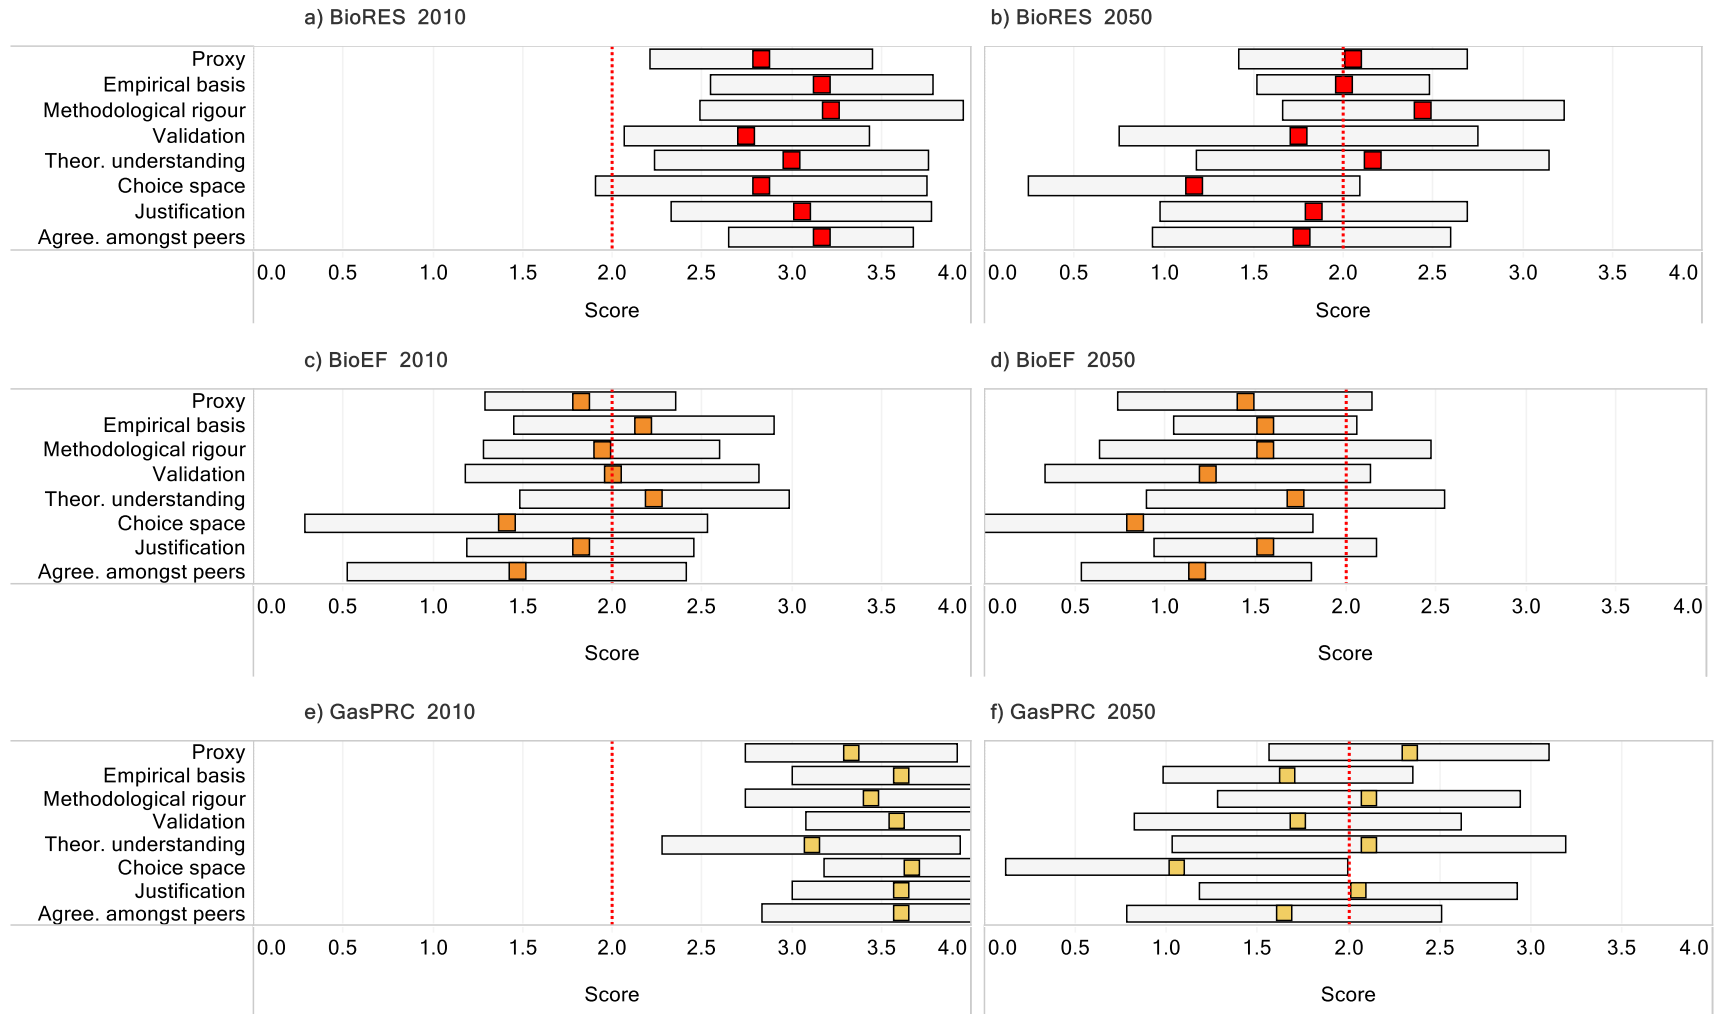 a) BioRES 2010
b) BioRES 2050
Proxy
Empirical basis
Methodological rigour
Validation
Theor. understanding
Choice space
Justification
Agree. amongst peers
0.0 0.5 1.0 1.5 2.0 2.5 3.0 3.5 4.0
0.0 0.5 1.0 1.5 2.0 2.5 3.0 3.5 4.0
Score
Score
c) BioEF 2010
d) BioEF 2050
Proxy
Empirical basis
Methodological rigour
Validation
Theor. understanding
Choice space
Justification
Agree. amongst peers
0.0 0.5 1.0 1.5 2.0 2.5 3.0 3.5 4.0
0.0 0.5 1.0 1.5 2.0 2.5 3.0 3.5 4.0
Score
Score
e) GasPRC 2010
f) GasPRC 2050
Proxy
Empirical basis
Methodological rigour
Validation
Theor. understanding
Choice space
Justification
Agree. amongst peers
0.0 0.5 1.0 1.5 2.0 2.5 3.0 3.5 4.0
0.0 0.5 1.0 1.5 2.0 2.5 3.0 3.5 4.0
Score
Score